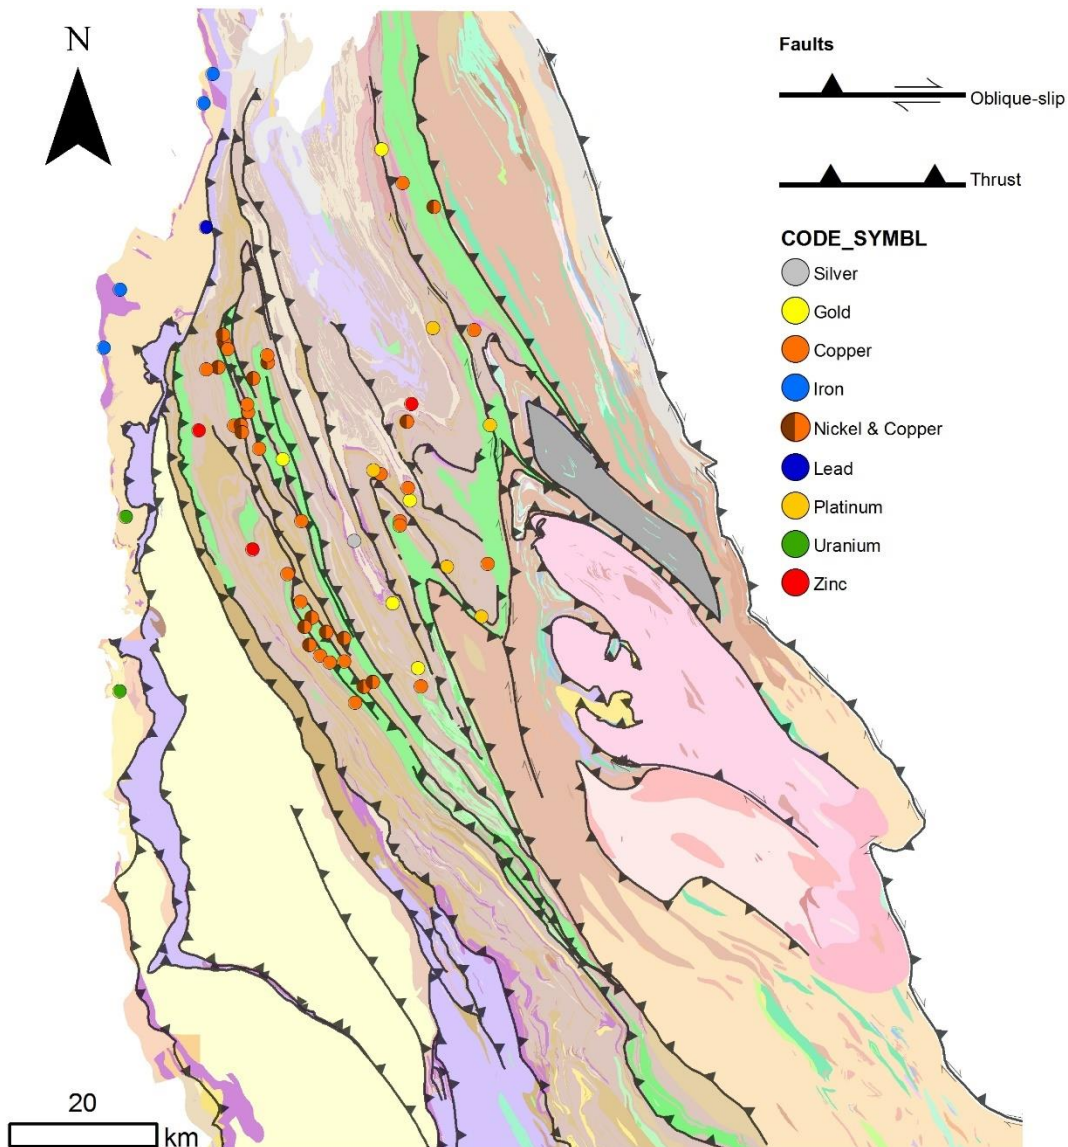 N
Faults
Oblique-slip
Thrust
CODE_SYMBL
Silver
Gold
Copper
Iron
Nickel & Copper
Lead
Platinum
Uranium
Zinc
20
km